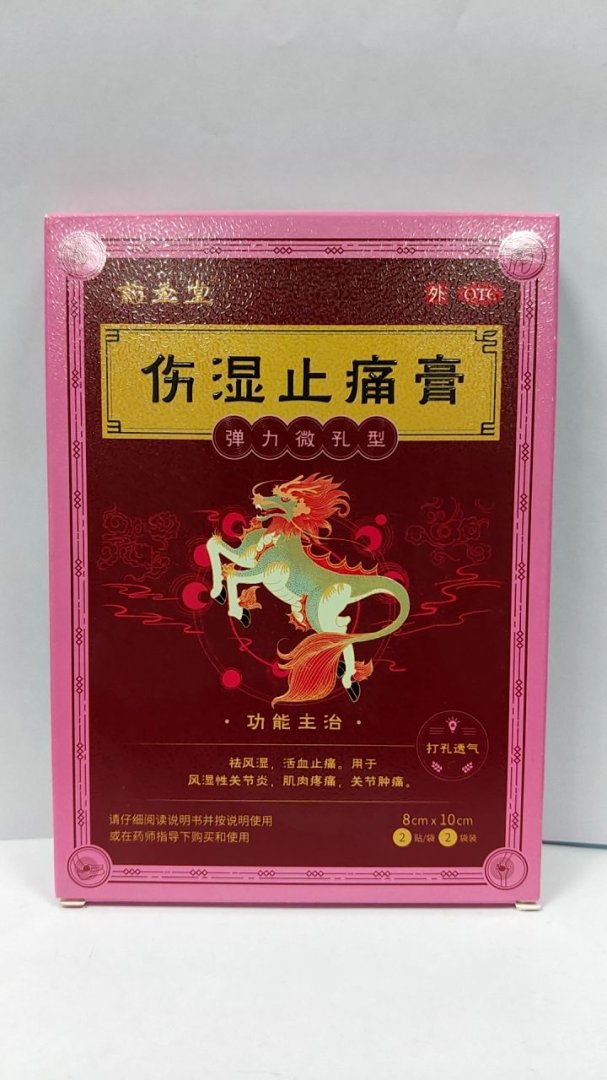 药圣堂
外 OTC
伤湿止痛膏
弹力微孔型
·功能主治·
祛风湿，活血止痛。用于
风湿性关节炎，肌肉疼痛，关节肿痛。
打孔透气
请仔细阅读说明书并按说明使用
或在药师指导下购买和使用
8cm x 10cm
2贴/袋 2袋装